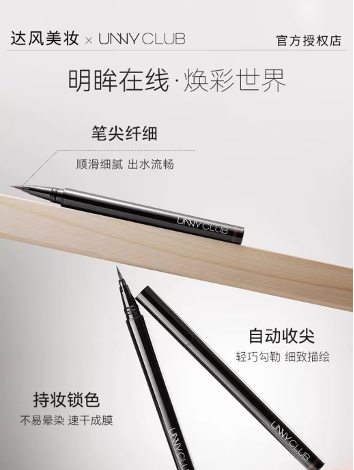 达风美妆 × UNNY CLUB
官方授权店
明眸在线·焕彩世界
笔尖纤细
顺滑细腻 出水流畅
UNNY CLUB
自动收尖
轻巧勾勒 细致描绘
持妆锁色
不易晕染 速干成膜
UNNY CLUB
UNNY CLUB